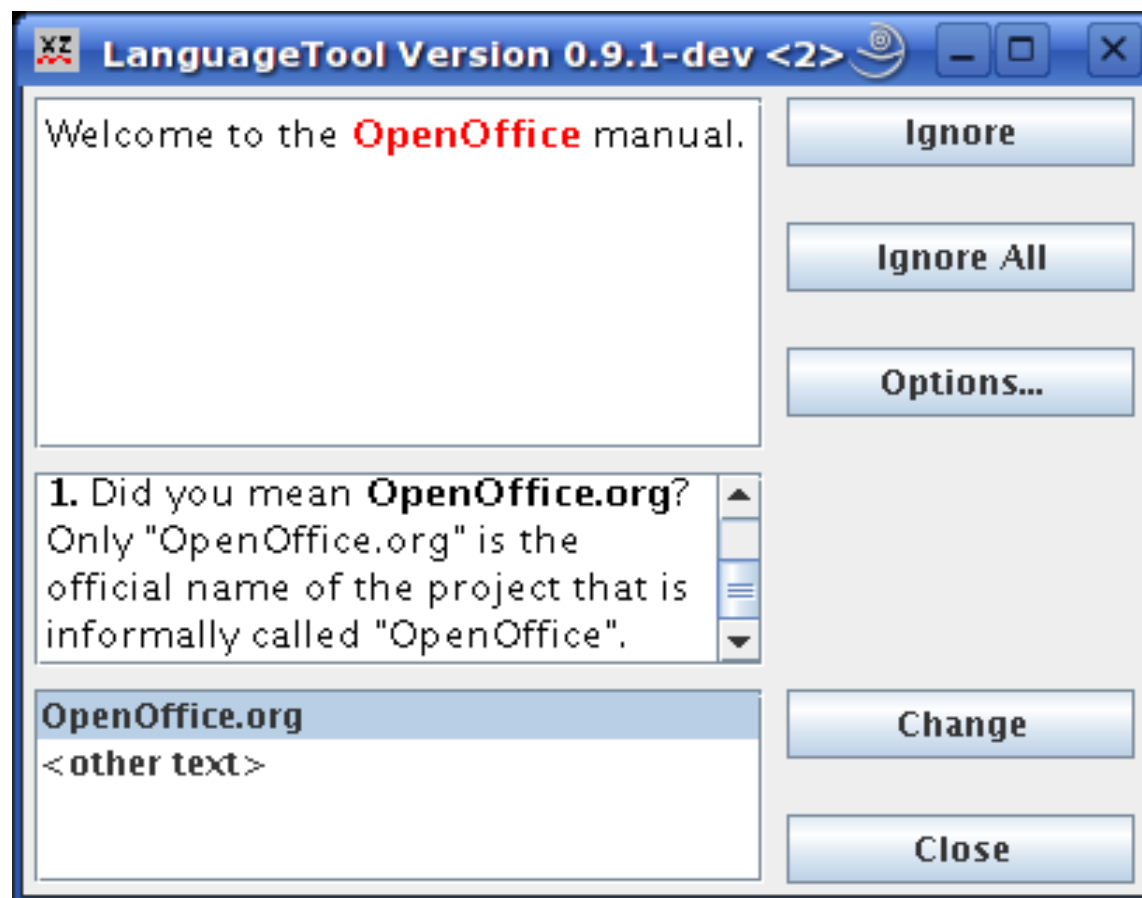 LanguageTool Version 0.9.1-dev <2>
Welcome to the OpenOffice manual.
Ignore
Ignore All
Options...
1. Did you mean OpenOffice.org?
Only "OpenOffice.org" is the
official name of the project that is
informally called "OpenOffice".
OpenOffice.org
<other text>
Change
Close